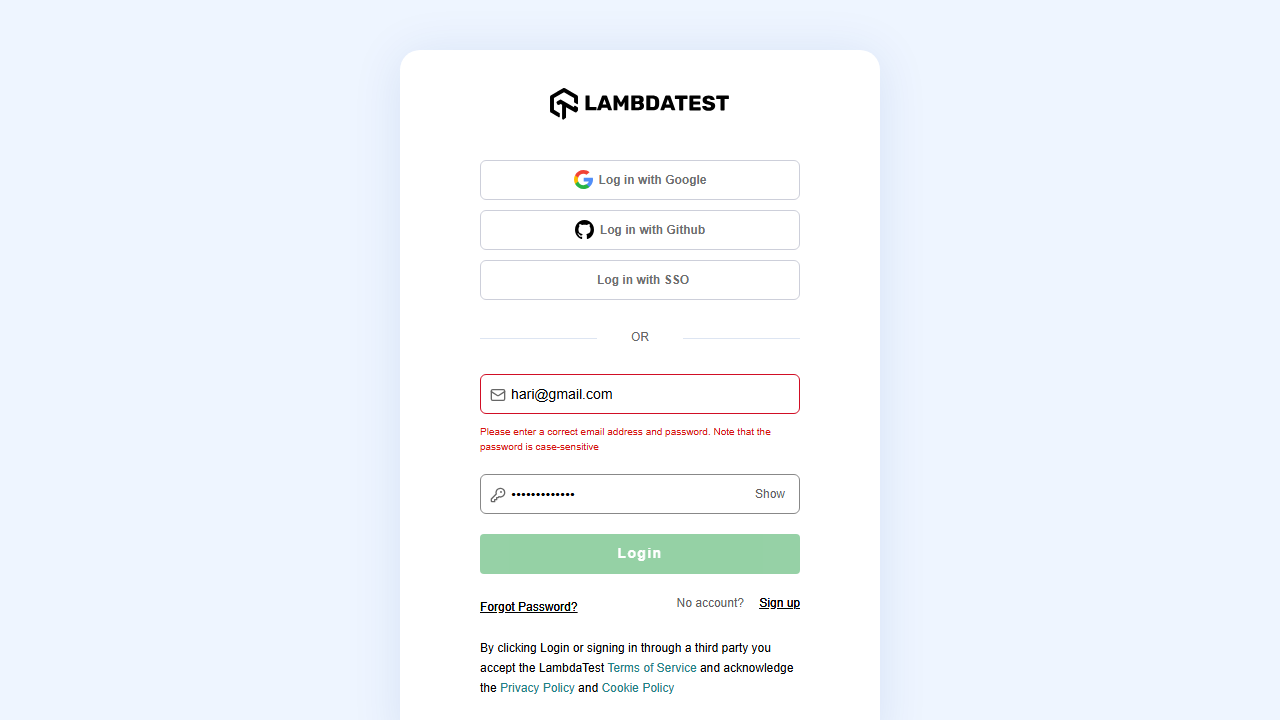 LAMBDATEST
Log in with Google
Log in with Github
Log in with SSO
OR
hari@gmail.com
Please enter a correct email address and password. Note that the
password is case-sensitive
••••••••••••• Show
Login
Forgot Password? No account? Sign up
By clicking Login or signing in through a third party you
accept the LambdaTest Terms of Service and acknowledge
the Privacy Policy and Cookie Policy